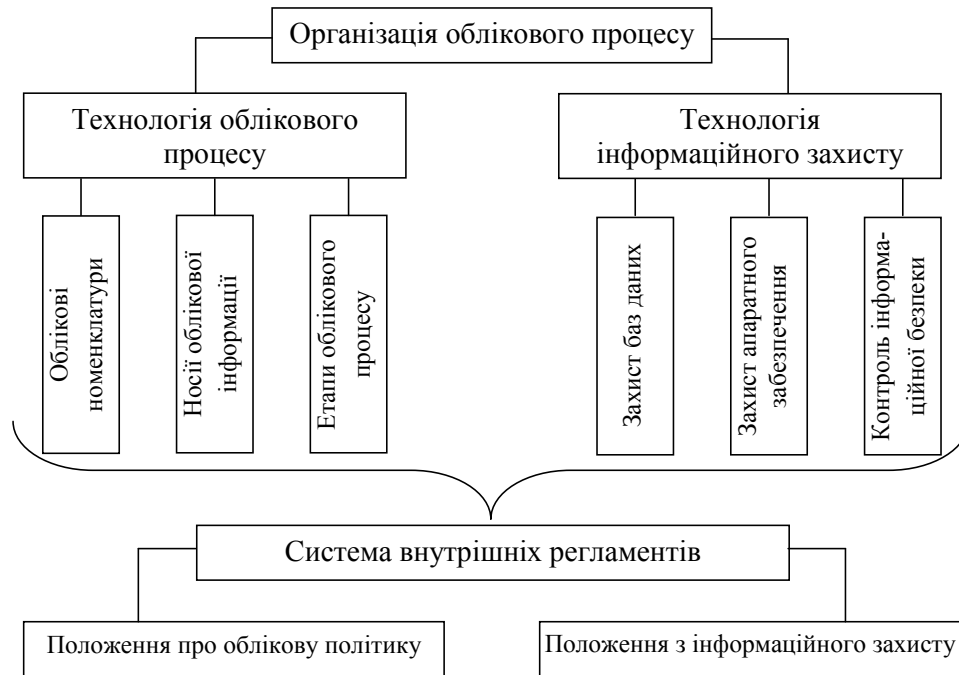 Організація облікового процесу
Технологія облікового
процесу
Технологія
інформаційного захисту
Облікові
номенклатури
Носії облікової
інформації
Етапи облікового
процесу
Захист баз даних
Захист апаратного
забезпечення
Контроль інформа-
ційної безпеки
Система внутрішніх регламентів
Положення про облікову політику
Положення з інформаційного захисту